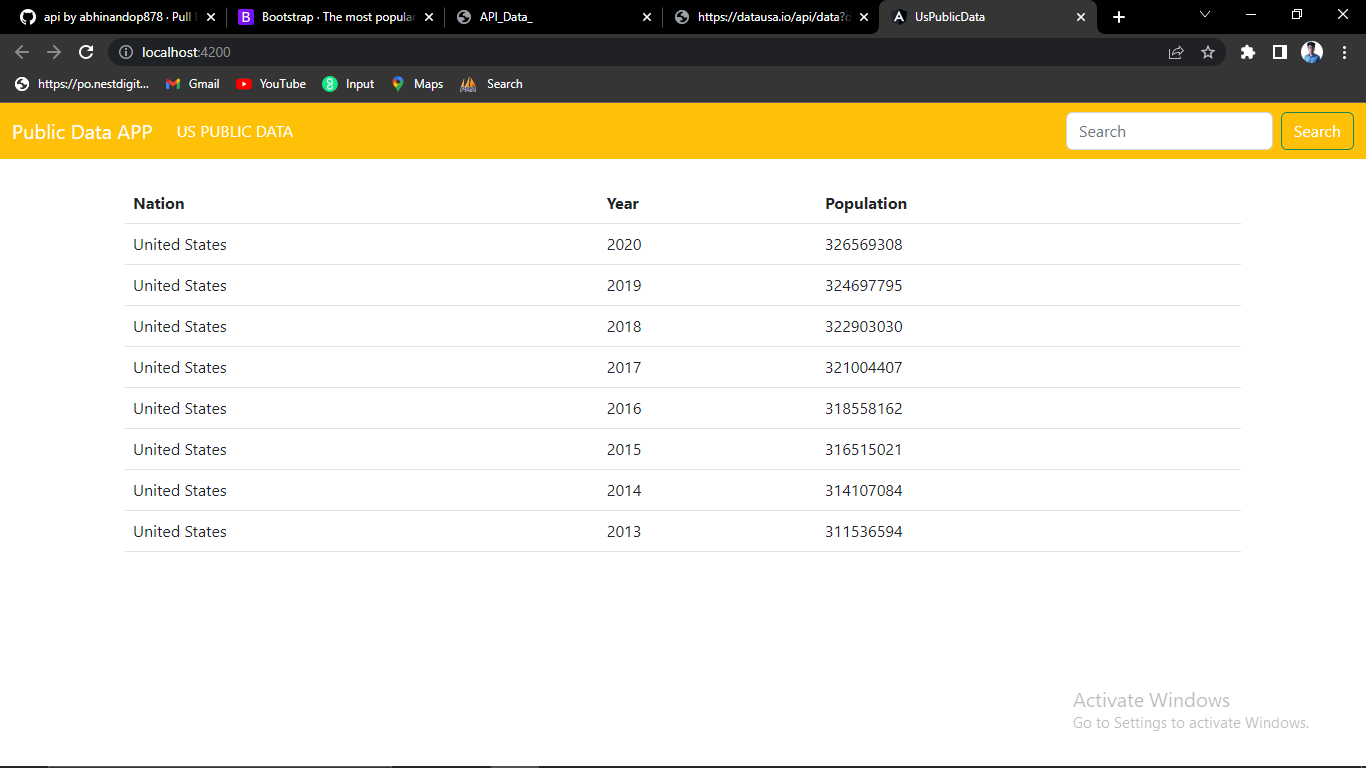 api by abhinandop878 · Pull Bootstrap · The most popular API_Data_ https://datausa.io/api/data?d UsPublicData
localhost:4200
https://po.nestdigit... Gmail YouTube Input Maps Search
Public Data APP US PUBLIC DATA Search Search
Nation Year Population
United States 2020 326569308
United States 2019 324697795
United States 2018 322903030
United States 2017 321004407
United States 2016 318558162
United States 2015 316515021
United States 2014 314107084
United States 2013 311536594
Activate Windows
Go to Settings to activate Windows.